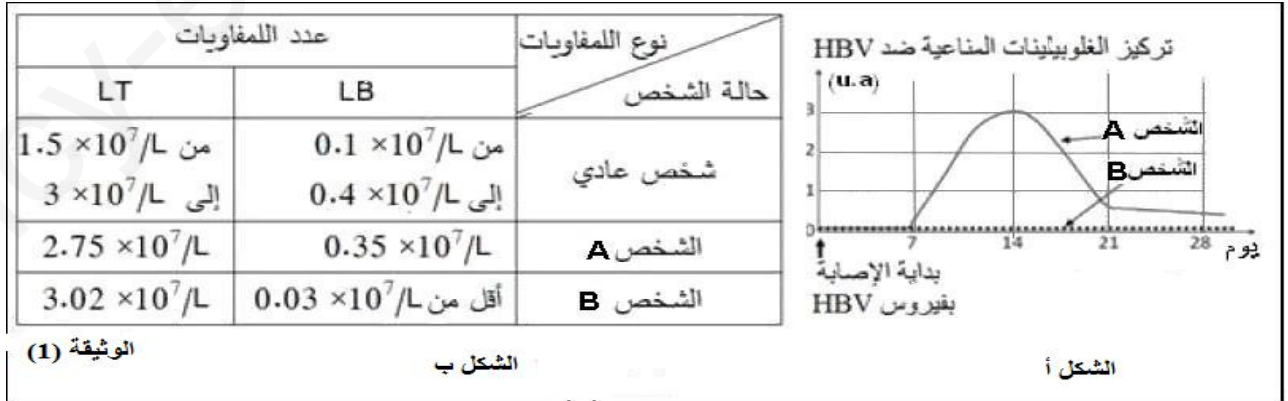 عدد اللمفاويات
نوع اللمفاويات
حالة الشخص
LT
LB
شخص عادي
من 0.1 ×10⁷/L
إلى 0.4 ×10⁷/L
من 1.5 ×10⁷/L
إلى 3 ×10⁷/L
الشخص A
0.35 ×10⁷/L
2.75 ×10⁷/L
الشخص B
أقل من 0.03 ×10⁷/L
3.02 ×10⁷/L
الشكل ب
الوثيقة (1)
تركيز الغلوبيلينات المناعية ضد HBV
(u.a)
3
2
1
0
الشخص A
الشخص B
7
14
21
28
يوم
بداية الإصابة
بفيروس HBV
الشكل أ